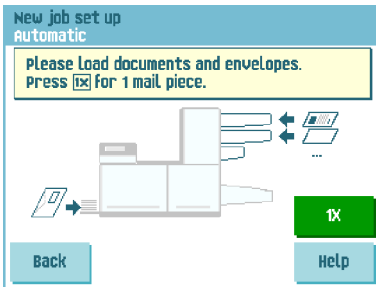 New job set up
Automatic
Please load documents and envelopes.
Press 1X for 1 mail piece.
...
1X
Back
Help